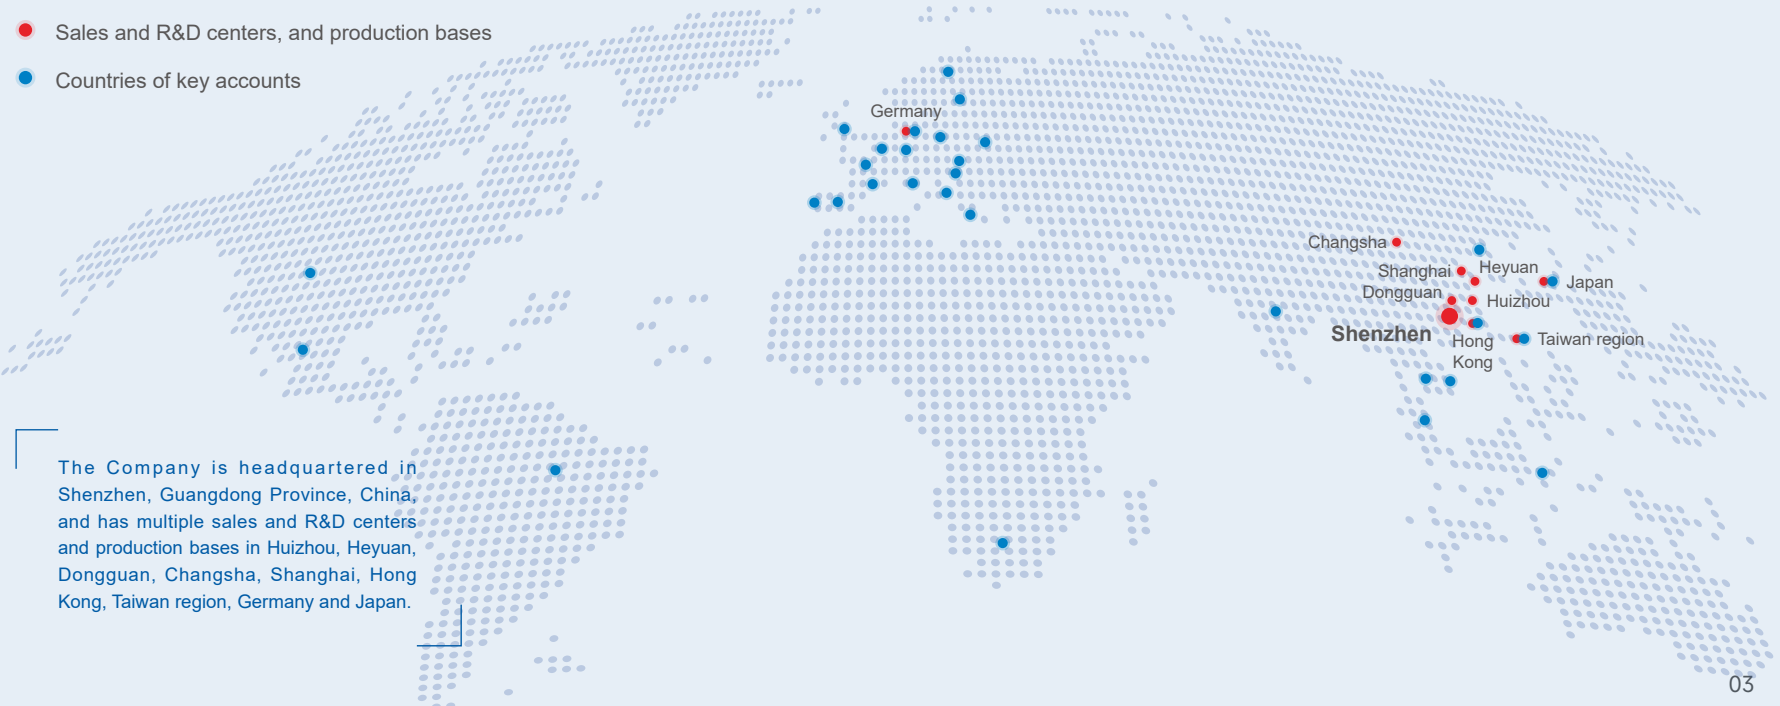 Sales and R&D centers, and production bases
Countries of key accounts
Germany
Changsha
Shanghai
Heyuan
Japan
Dongguan
Huizhou
Shenzhen
Hong
Kong
Taiwan region
The Company is headquartered in
Shenzhen, Guangdong Province, China,
and has multiple sales and R&D centers
and production bases in Huizhou, Heyuan,
Dongguan, Changsha, Shanghai, Hong
Kong, Taiwan region, Germany and Japan.
03